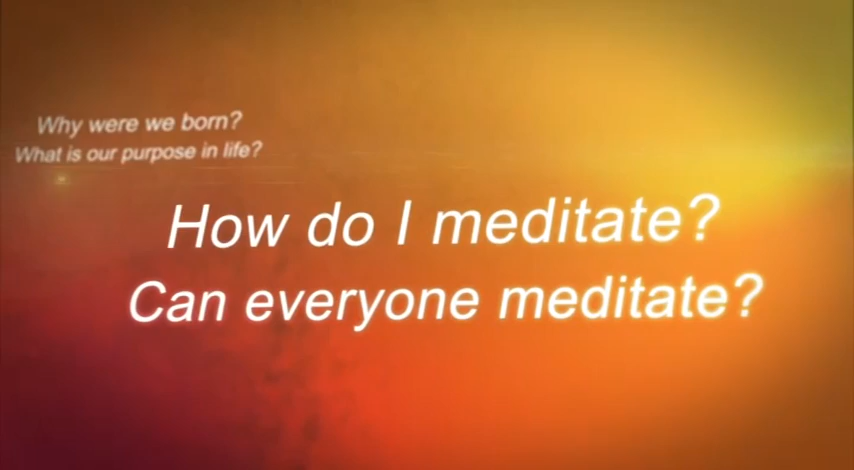 Why were we born?
What is our purpose in life?
How do I meditate?
Can everyone meditate?